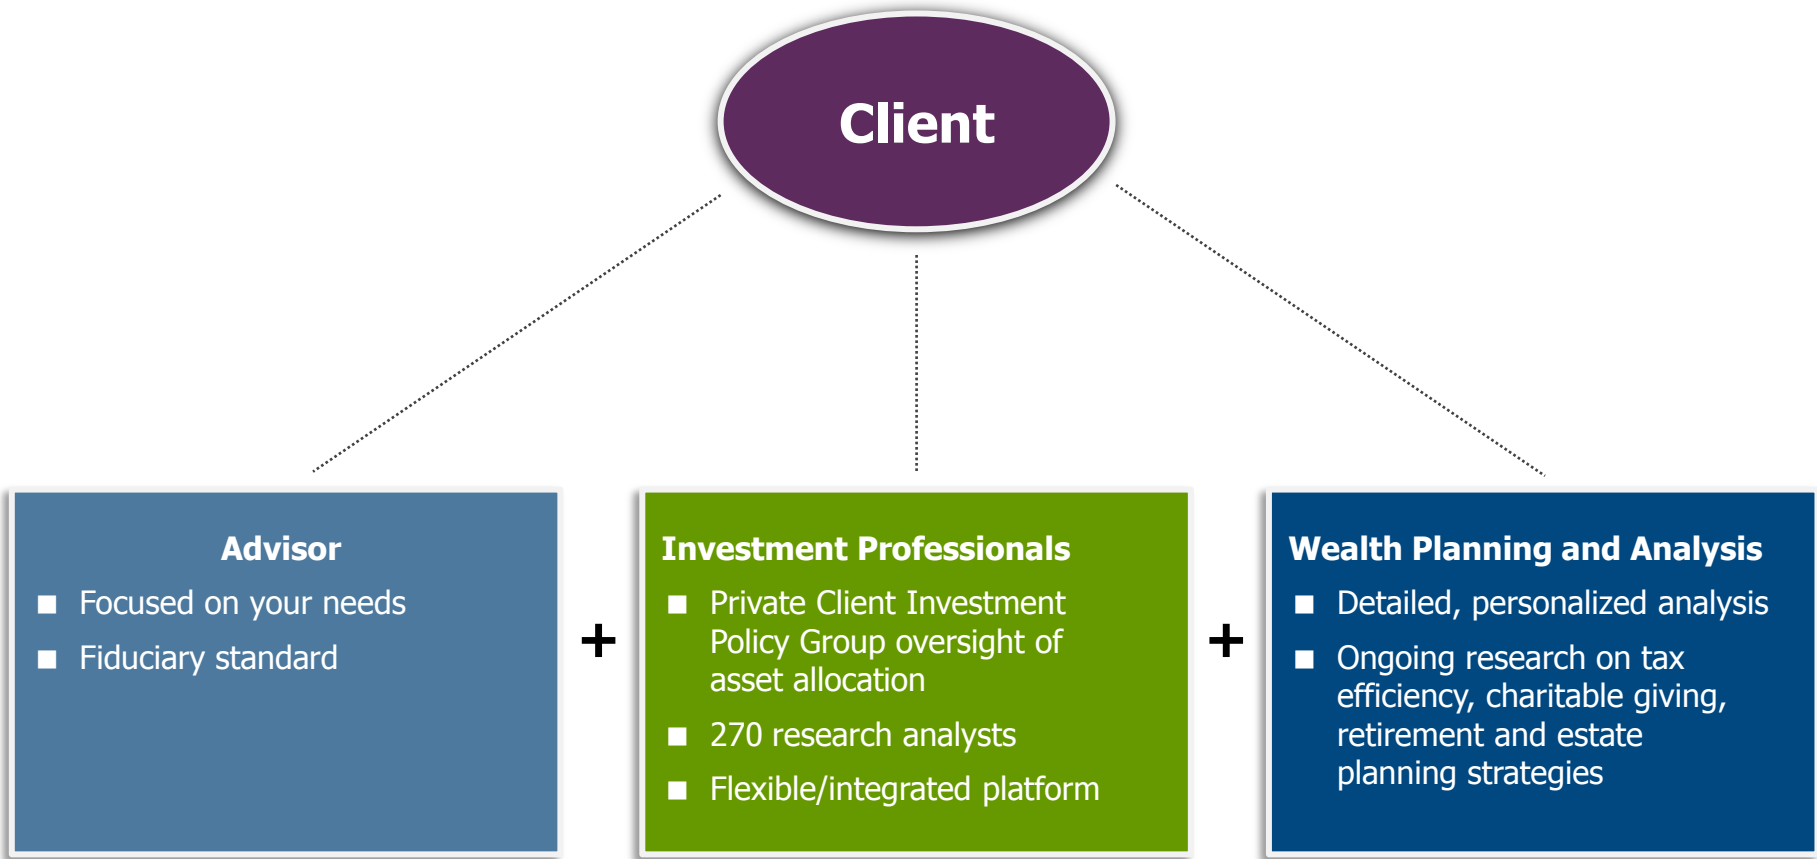 Client
Advisor
■ Focused on your needs
■ Fiduciary standard
+
Investment Professionals
■ Private Client Investment
Policy Group oversight of
asset allocation
■ 270 research analysts
■ Flexible/integrated platform
+
Wealth Planning and Analysis
■ Detailed, personalized analysis
■ Ongoing research on tax
efficiency, charitable giving,
retirement and estate
planning strategies